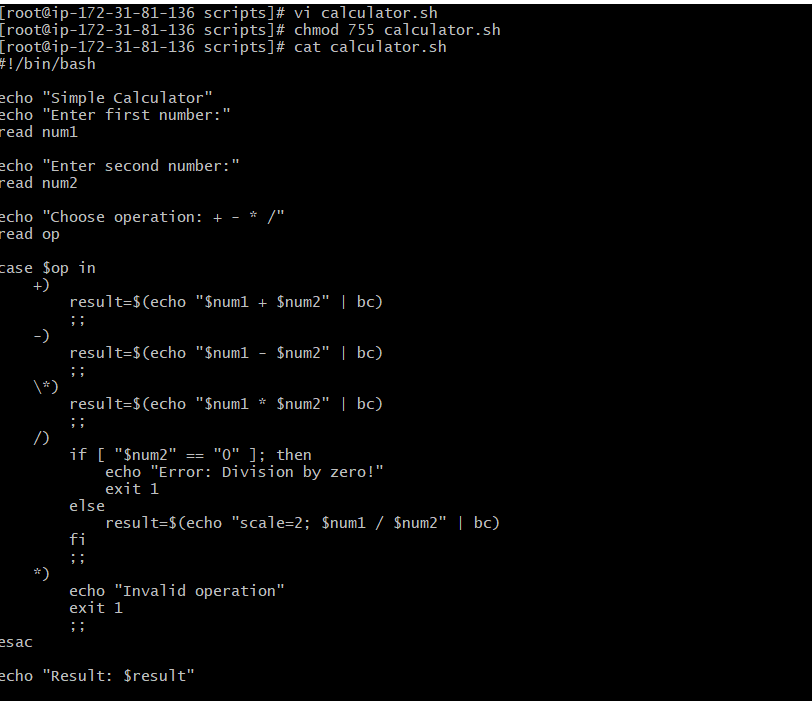 [root@ip-172-31-81-136 scripts]# vi calculator.sh
[root@ip-172-31-81-136 scripts]# chmod 755 calculator.sh
[root@ip-172-31-81-136 scripts]# cat calculator.sh
#!/bin/bash

echo "Simple Calculator"
echo "Enter first number:"
read num1

echo "Enter second number:"
read num2

echo "Choose operation: + - * /"
read op

case $op in
    +)
        result=$(echo "$num1 + $num2" | bc)
        ;;
    -)
        result=$(echo "$num1 - $num2" | bc)
        ;;
    \*)
        result=$(echo "$num1 * $num2" | bc)
        ;;
    /)
        if [ "$num2" == "0" ]; then
            echo "Error: Division by zero!"
            exit 1
        else
            result=$(echo "scale=2; $num1 / $num2" | bc)
        fi
        ;;
    *)
        echo "Invalid operation"
        exit 1
        ;;
esac

echo "Result: $result"